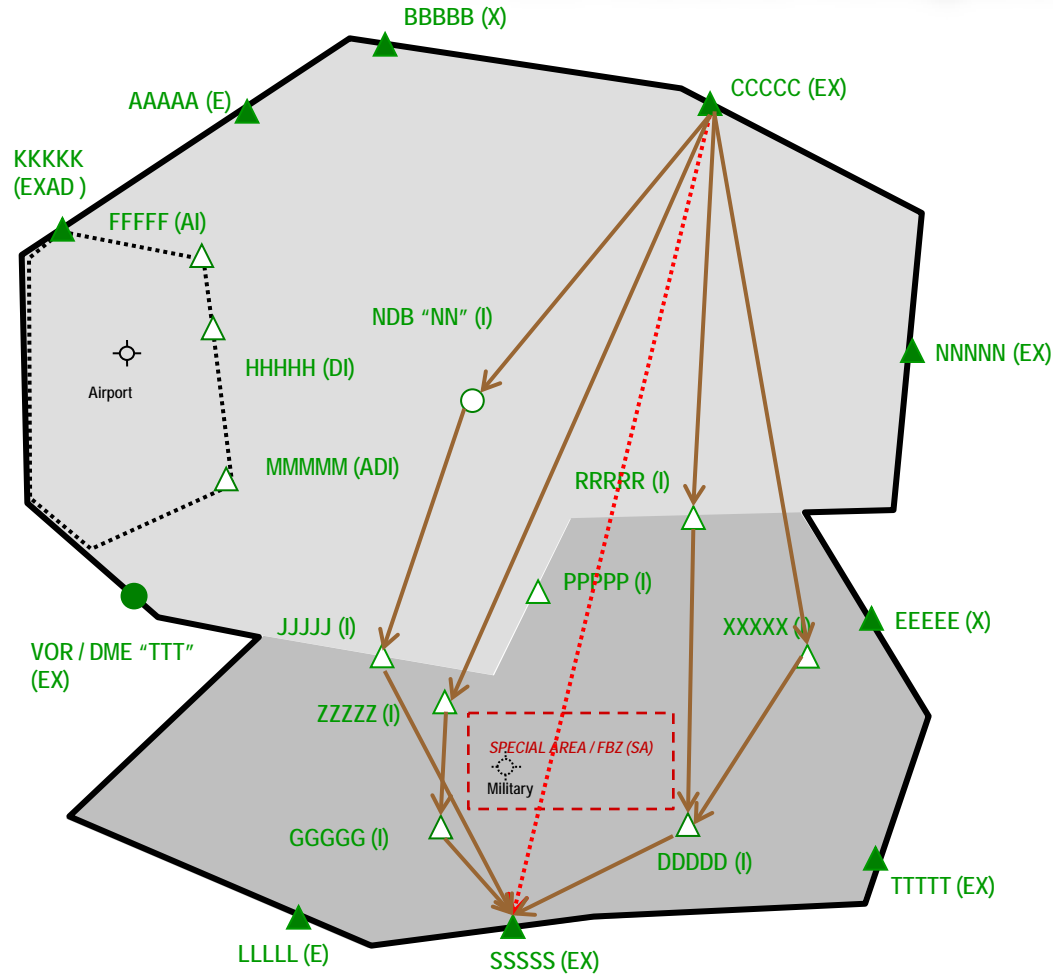 BBBBB (X)
CCCCC (EX)
AAAAA (E)
KKKKK
(EXAD )
FFFFF (AI)
NDB “NN” (I)
HHHHH (DI)
NNNNN (EX)
Airport
MMMMM (ADI)
RRRRR (I)
PPPPP (I)
JJJJJ (I)
XXXXX (I)
EEEEE (X)
VOR / DME “TTT”
(EX)
ZZZZZ (I)
SPECIAL AREA / FBZ (SA)
Military
GGGGG (I)
DDDDD (I)
TTTTT (EX)
LLLLL (E)
SSSSS (EX)